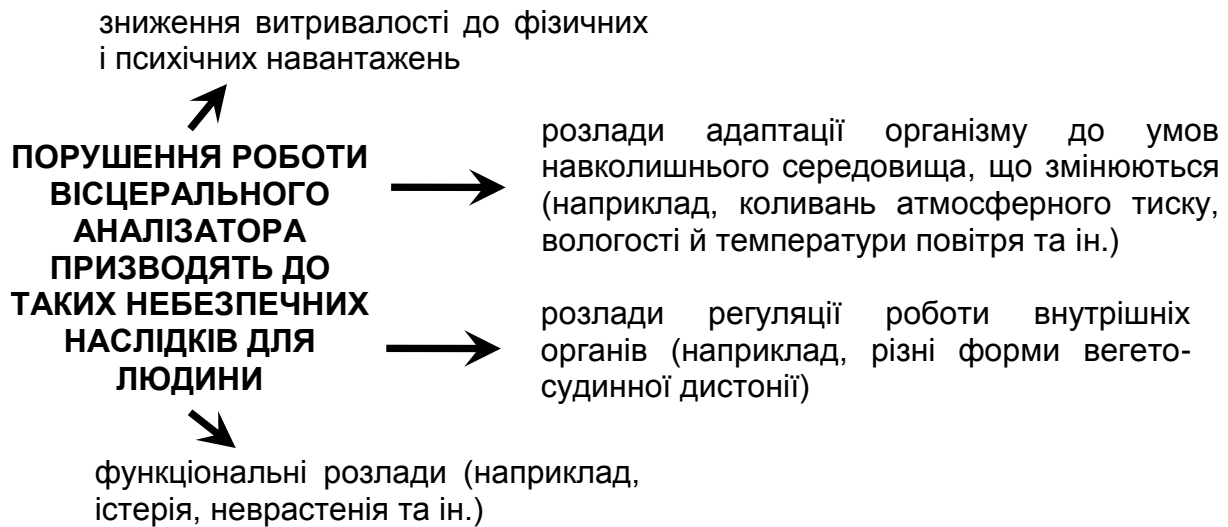 зниження витривалості до фізичних
і психічних навантажень
ПОРУШЕННЯ РОБОТИ
ВІСЦЕРАЛЬНОГО
АНАЛІЗАТОРА
ПРИЗВОДЯТЬ ДО
ТАКИХ НЕБЕЗПЕЧНИХ
НАСЛІДКІВ ДЛЯ
ЛЮДИНИ
розлади адаптації організму до умов
навколишнього середовища, що змінюються
(наприклад, коливань атмосферного тиску,
вологості й температури повітря та ін.)
розлади регуляції роботи внутрішніх
органів (наприклад, різні форми вегето-
судинної дистонії)
функціональні розлади (наприклад,
істерія, неврастенія та ін.)